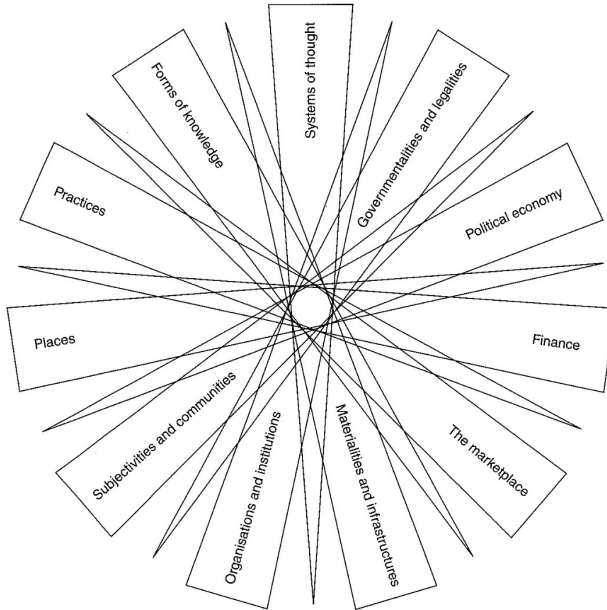 Systems of thought
Governmentalities and legalities
Political economy
Finance
The marketplace
Materialities and infrastructures
Organisations and institutions
Subjectivities and communities
Places
Practices
Forms of knowledge